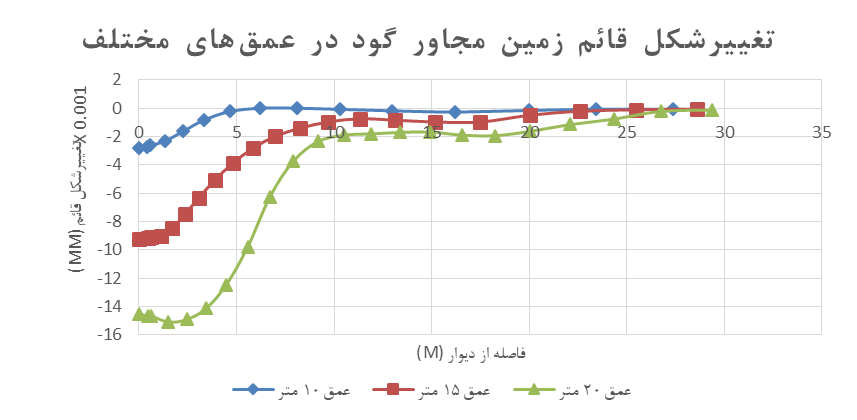 تغییرشکل قائم زمین مجاور گود در عمق‌های مختلف
2
0
-2
-4
-6
-8
-10
-12
-14
-16
0 5 10 15 20 25 30 35
تغییرشکل قائم (MM)
X 0.001
فاصله از دیوار (M)
عمق ۱۰ متر
عمق ۱۵ متر
عمق ۲۰ متر